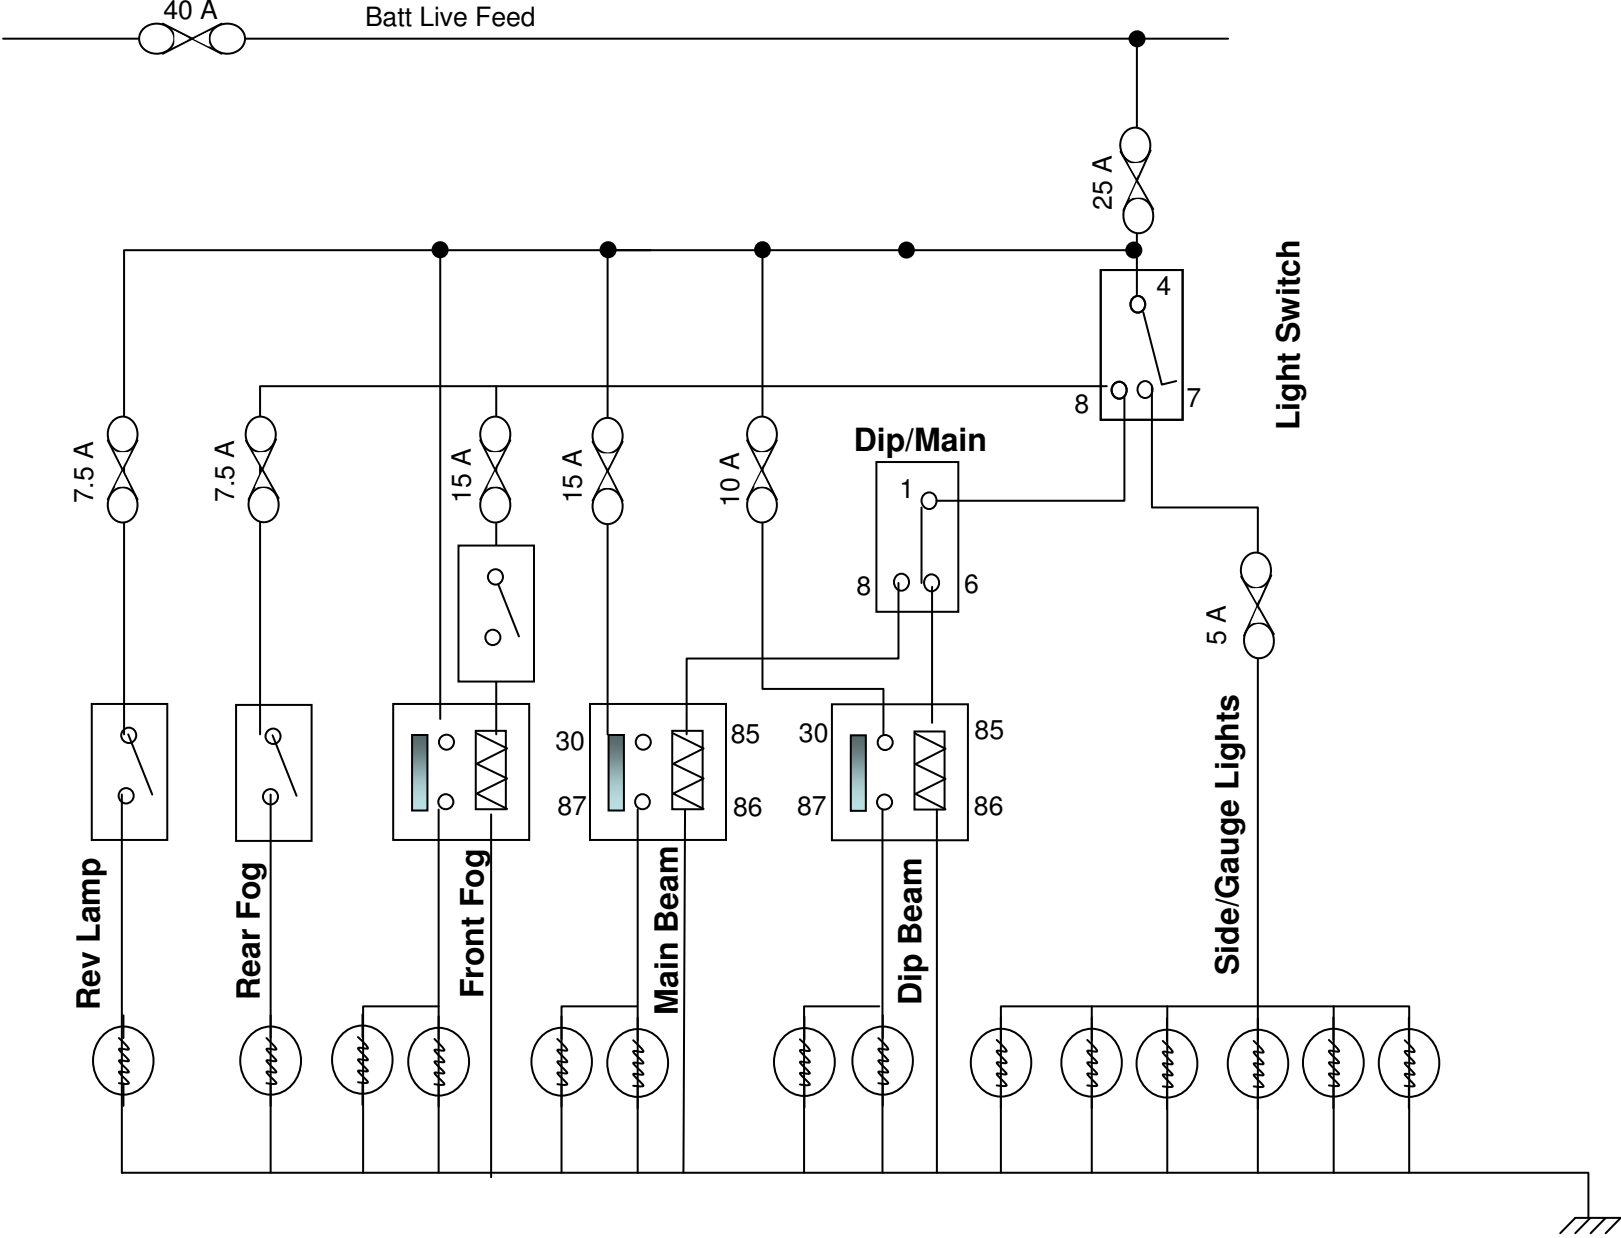 40 A
Batt Live Feed
25 A
Light Switch
4
8
7
7.5 A
7.5 A
15 A
15 A
10 A
Dip/Main
1
8
6
5 A
30
85
87
86
30
85
87
86
Rev Lamp
Rear Fog
Front Fog
Main Beam
Dip Beam
Side/Gauge Lights